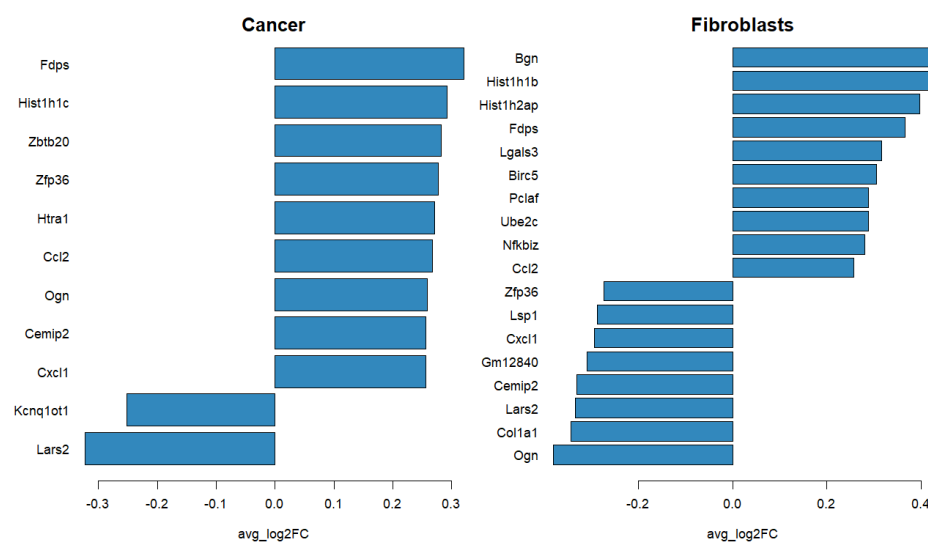 Cancer
Fdps
Hist1h1c
Zbtb20
Zfp36
Htra1
Ccl2
Ogn
Cemip2
Cxcl1
Kcnq1ot1
Lars2
-0.3 -0.2 -0.1 0.0 0.1 0.2 0.3
avg_log2FC
Fibroblasts
Bgn
Hist1h1b
Hist1h2ap
Fdps
Lgals3
Birc5
Pclaf
Ube2c
Nfkbiz
Ccl2
Zfp36
Lsp1
Cxcl1
Gm12840
Cemip2
Lars2
Col1a1
Ogn
-0.2 0.0 0.2 0.4
avg_log2FC